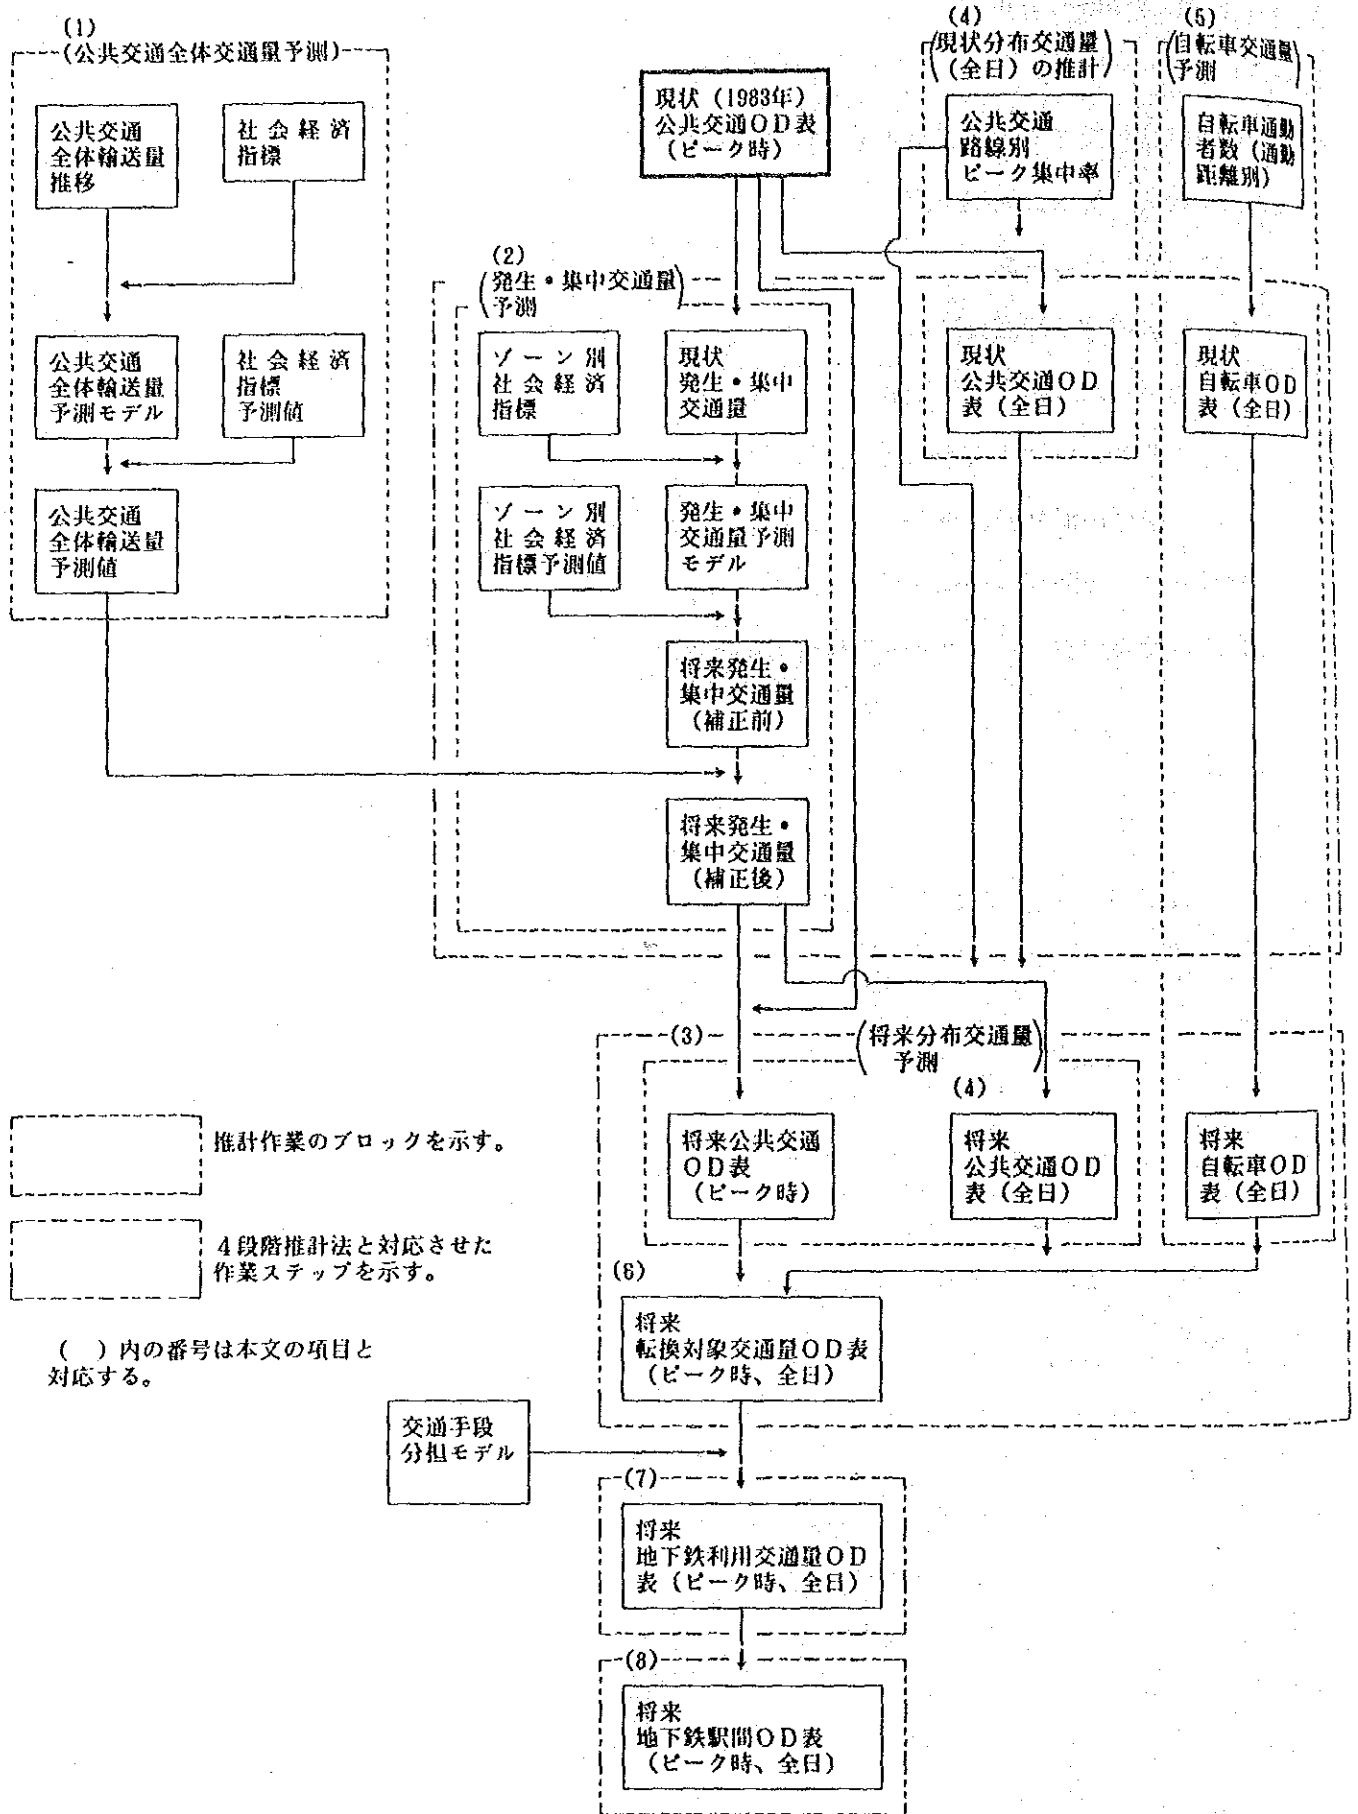 (1)
(公共交通全体交通量予測)
公共交通
全体輸送量
推移
社会経済
指標
公共交通
全体輸送量
予測モデル
社会経済
指標
予測値
公共交通
全体輸送量
予測値
現状（1983年）
公共交通ＯＤ表
（ピーク時）
(2)
(発生・集中交通量
予測)
ゾーン別
社会経済
指標
現状
発生・集中
交通量
ゾーン別
社会経済
指標予測値
発生・集中
交通量予測
モデル
将来発生・
集中交通量
（補正前）
将来発生・
集中交通量
（補正後）
(4)
(現状分布交通量
（全日）の推計)
公共交通
路線別
ピーク集中率
現状
公共交通ＯＤ
表（全日）
(5)
(自転車交通量
予測)
自転車通勤
者数（通勤
距離別）
現状
自転車ＯＤ
表（全日）
(3)
(将来分布交通量
予測)
(4)
将来公共交通
ＯＤ表
（ピーク時）
将来
公共交通ＯＤ
表（全日）
将来
自転車ＯＤ
表（全日）
(6)
将来
転換対象交通量ＯＤ表
（ピーク時、全日）
推計作業のブロックを示す。
４段階推計法と対応させた
作業ステップを示す。
（　）内の番号は本文の項目と
対応する。
交通手段
分担モデル
(7)
将来
地下鉄利用交通量ＯＤ
表（ピーク時、全日）
(8)
将来
地下鉄駅間ＯＤ表
（ピーク時、全日）